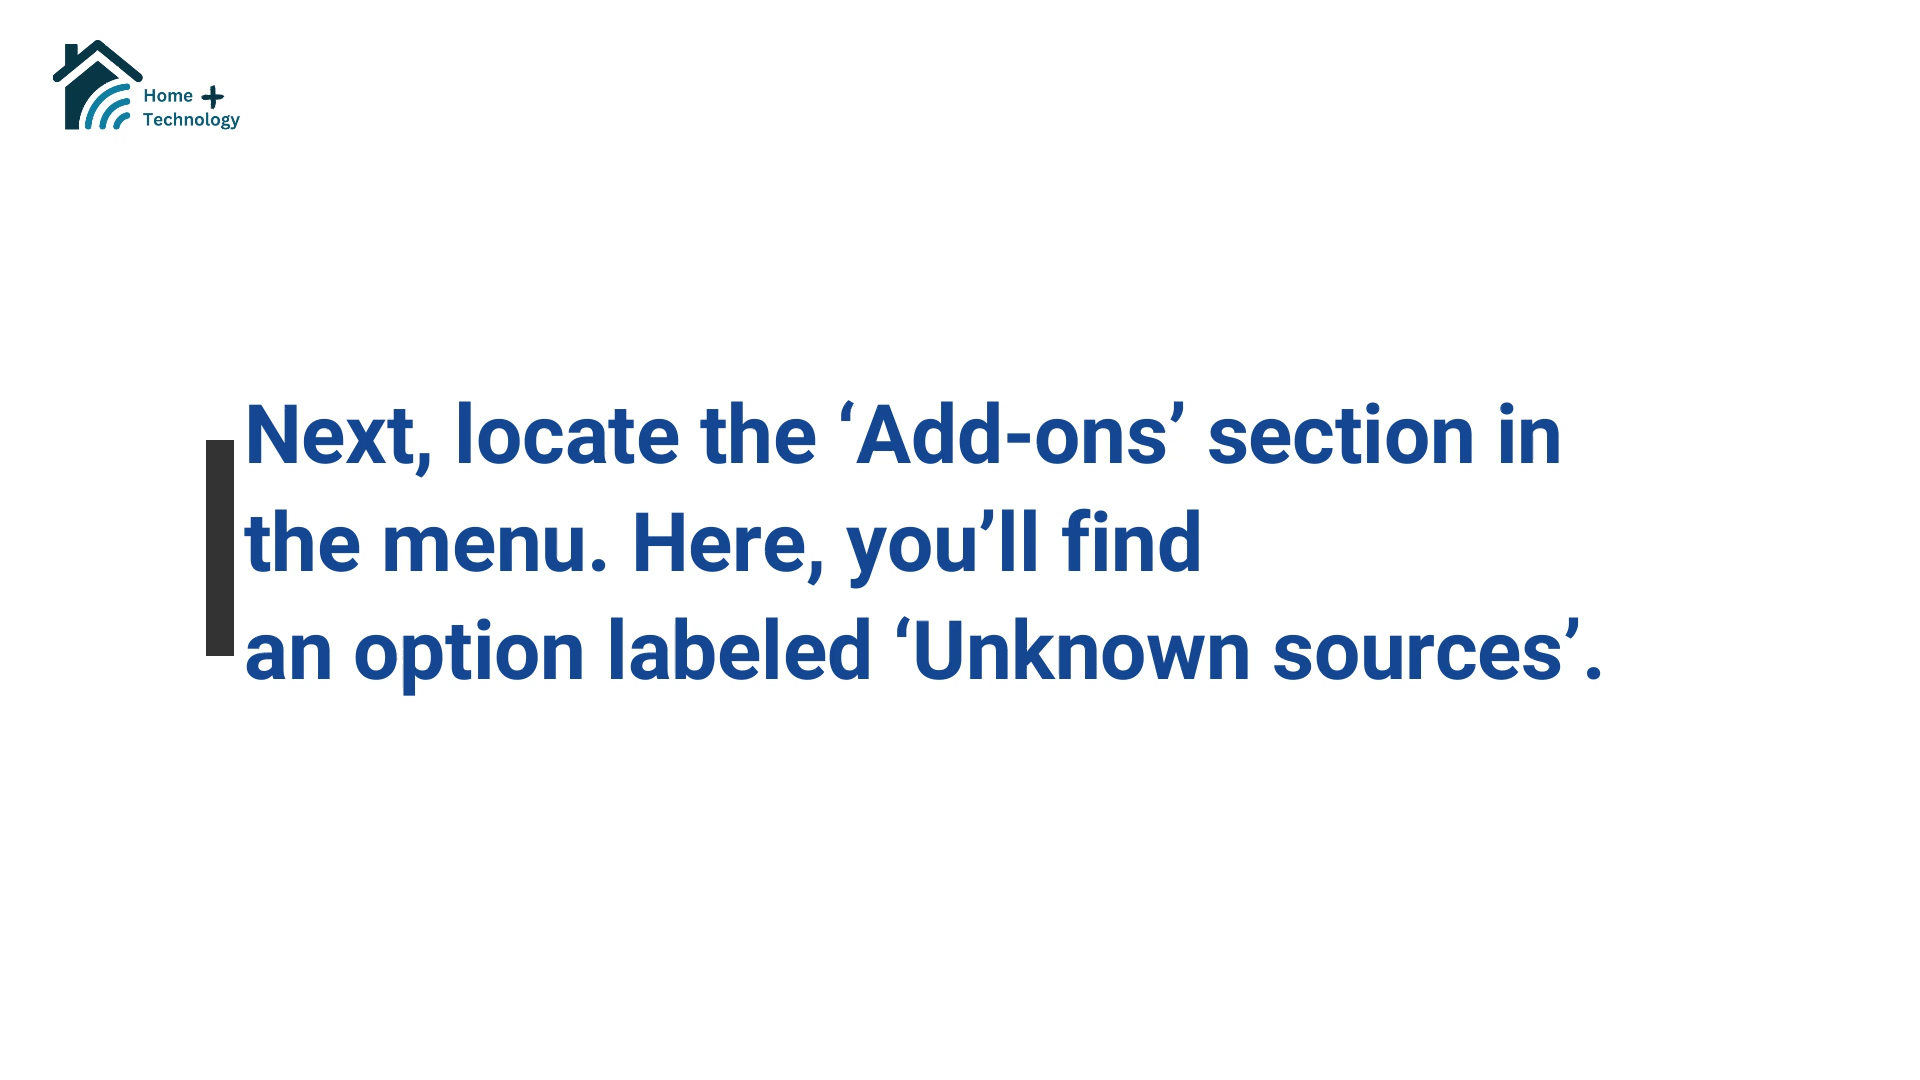 Home +
Technology
Next, locate the ‘Add-ons’ section in
the menu. Here, you’ll find
an option labeled ‘Unknown sources’.